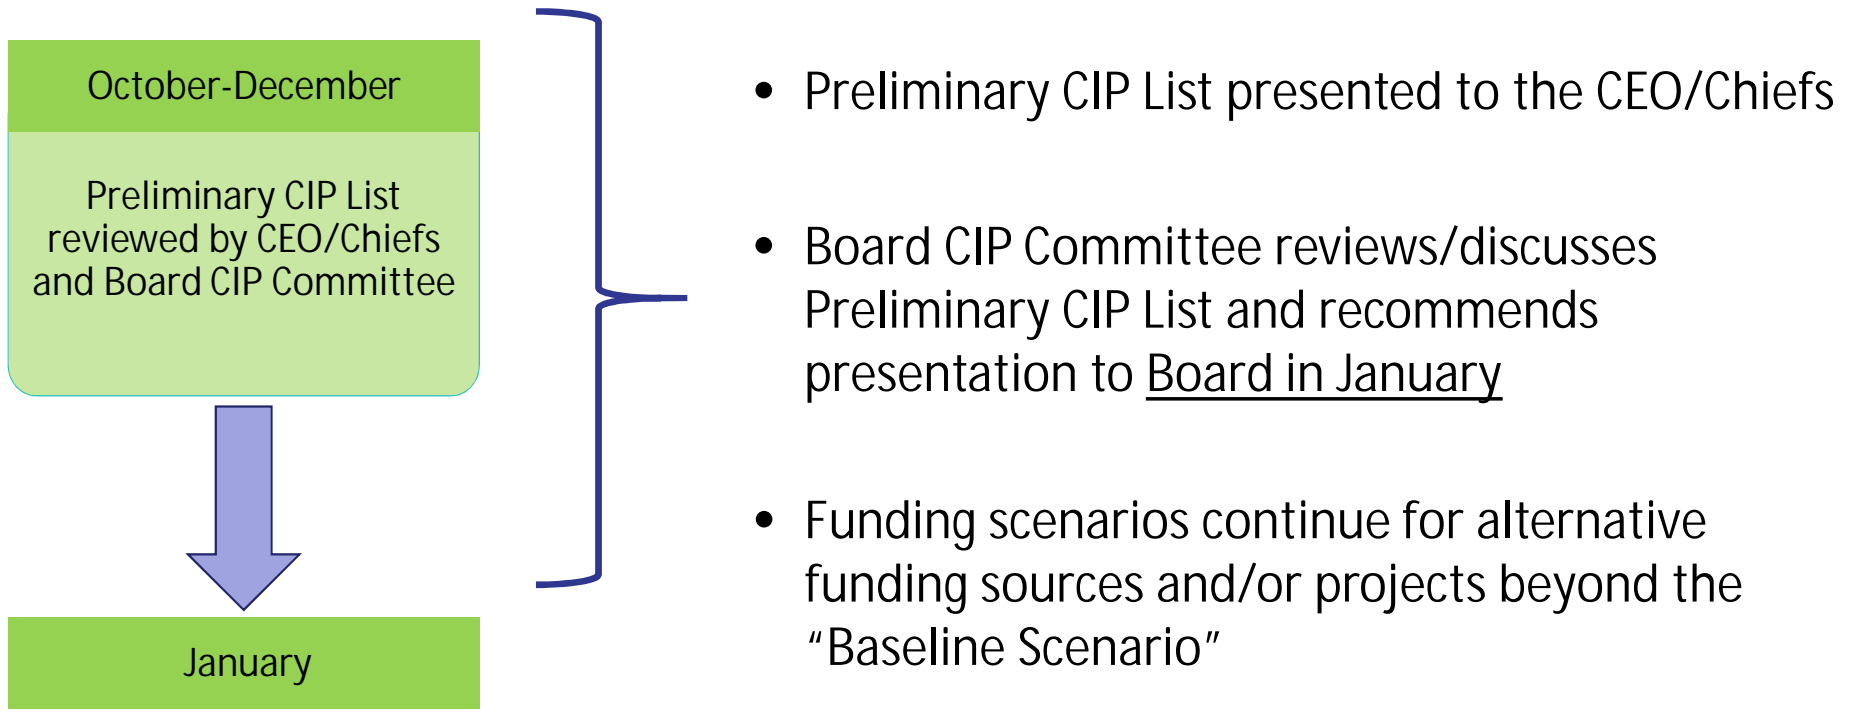 October-December
Preliminary CIP List
reviewed by CEO/Chiefs
and Board CIP Committee
January
• Preliminary CIP List presented to the CEO/Chiefs
• Board CIP Committee reviews/discusses
Preliminary CIP List and recommends
presentation to Board in January
• Funding scenarios continue for alternative
funding sources and/or projects beyond the
“Baseline Scenario”